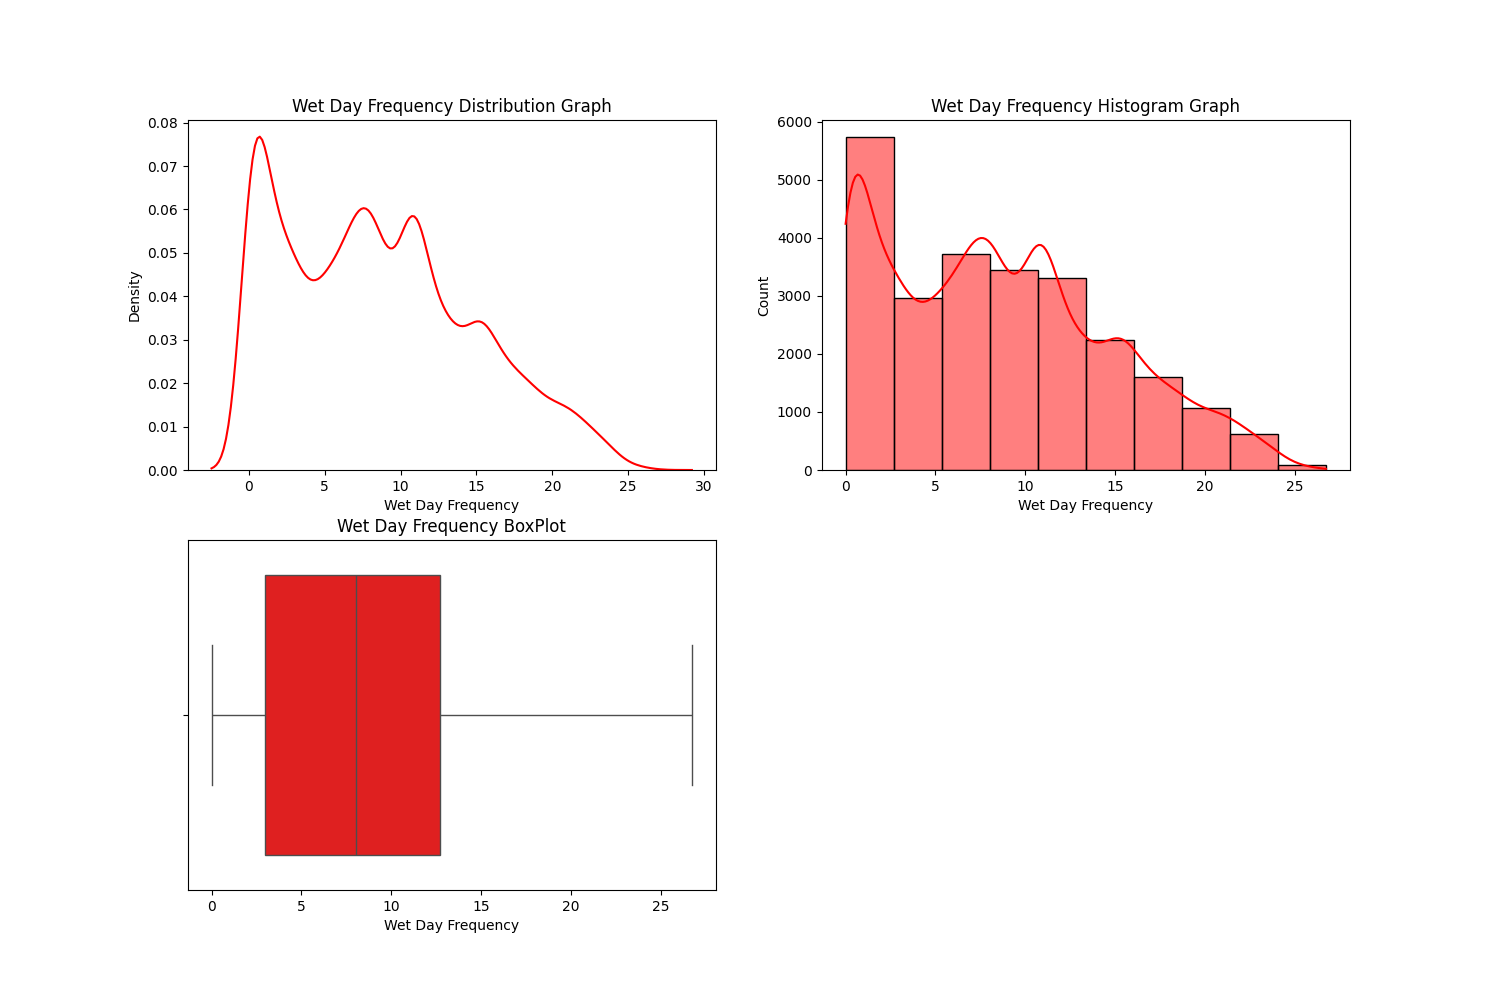 Wet Day Frequency Distribution Graph
0.08
0.07
0.06
0.05
0.04
0.03
0.02
0.01
0.00
Density
0 5 10 15 20 25 30
Wet Day Frequency
Wet Day Frequency Histogram Graph
6000
5000
4000
3000
2000
1000
0
Count
0 5 10 15 20 25
Wet Day Frequency
Wet Day Frequency BoxPlot
0 5 10 15 20 25
Wet Day Frequency